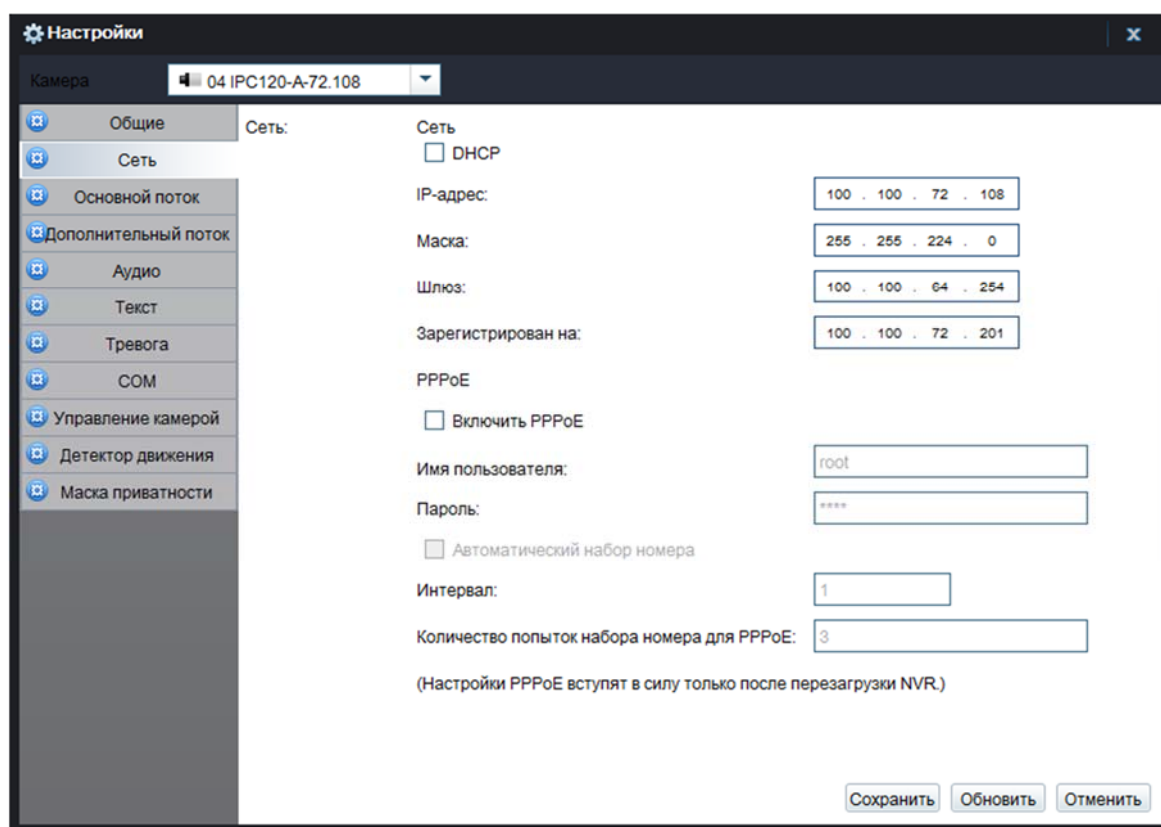 Настройки
x
Камера 04 IPC120-A-72.108
Общие
Сеть
Основной поток
Дополнительный поток
Аудио
Текст
Тревога
COM
Управление камерой
Детектор движения
Маска приватности
Сеть:
Сеть
DHCP
IP-адрес: 100 . 100 . 72 . 108
Маска: 255 . 255 . 224 . 0
Шлюз: 100 . 100 . 64 . 254
Зарегистрирован на: 100 . 100 . 72 . 201
PPPoE
Включить PPPoE
Имя пользователя: root
Пароль: ****
Автоматический набор номера
Интервал: 1
Количество попыток набора номера для PPPoE: 3
(Настройки PPPoE вступят в силу только после перезагрузки NVR.)
Сохранить Обновить Отменить